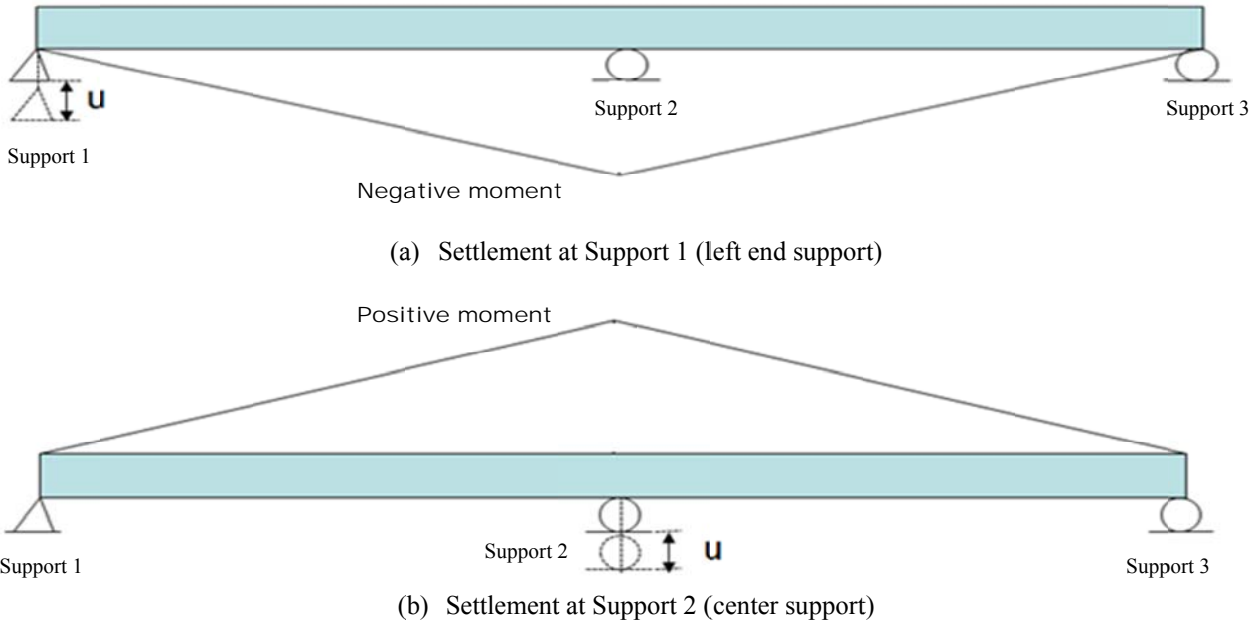 Support 2
Support 3
u
Support 1
Negative moment
(a) Settlement at Support 1 (left end support)
Positive moment
Support 2
u
Support 1
Support 3
(b) Settlement at Support 2 (center support)